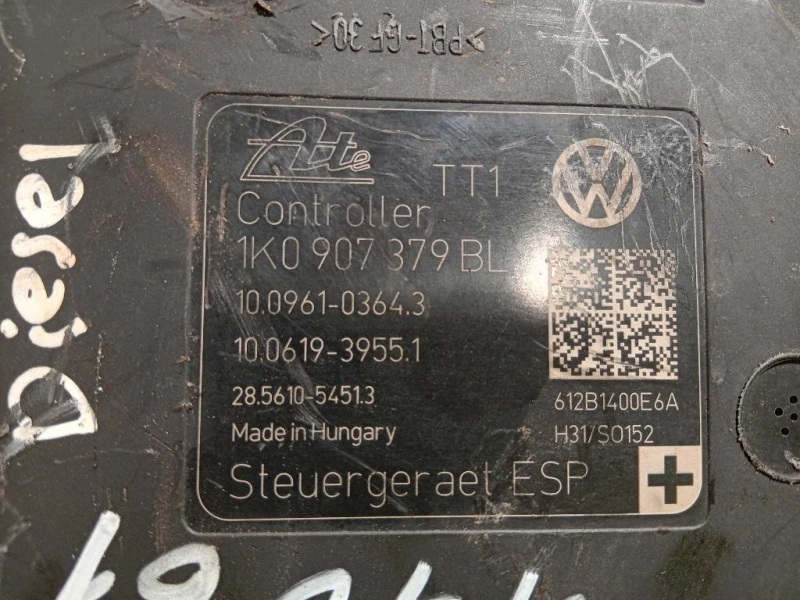 >PBT-GF30<
Ate
TT1
Controller
1K0 907 379 BL
10.0961-0364.3
10.0619-3955.1
28.5610-5451.3
612B1400E6A
Made in Hungary
H31/S0152
Steuergeraet ESP
Diesel